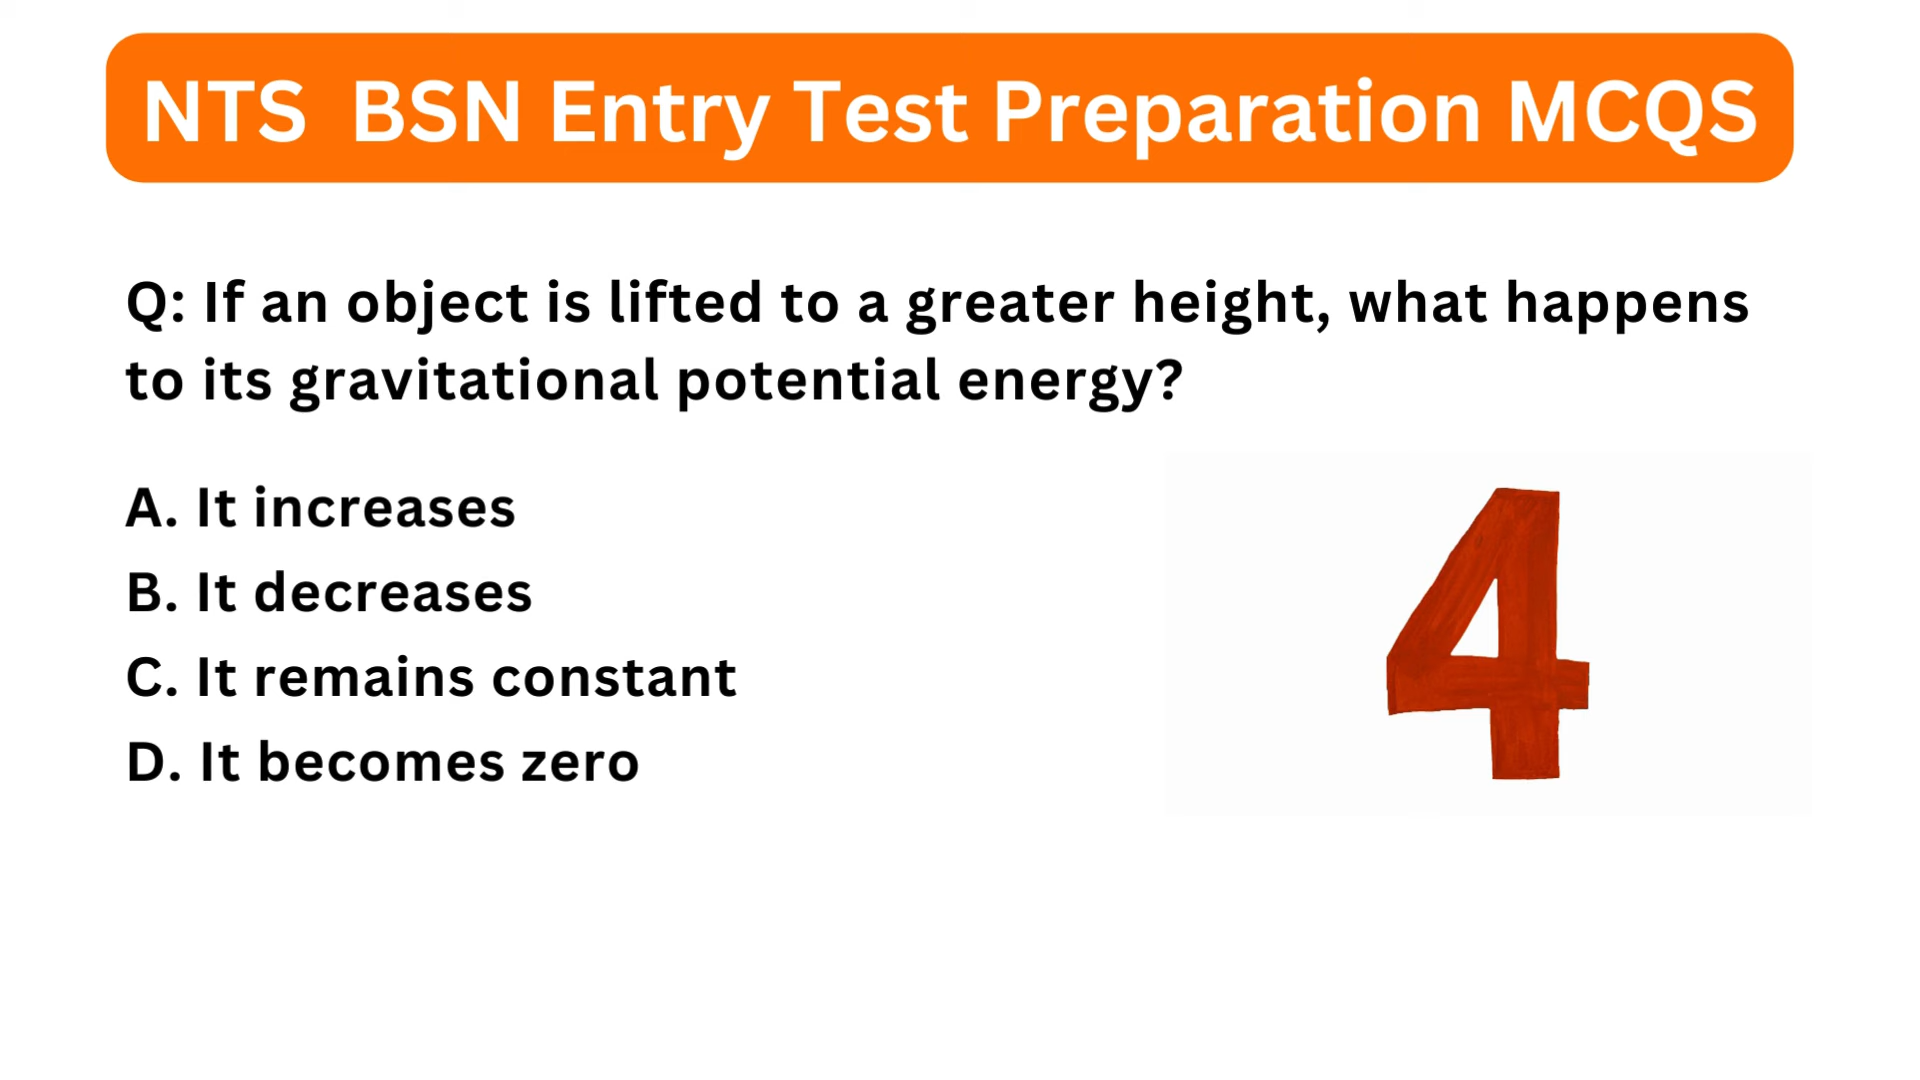 NTS BSN Entry Test Preparation MCQS
Q: If an object is lifted to a greater height, what happens
to its gravitational potential energy?
A. It increases
B. It decreases
C. It remains constant
D. It becomes zero
4